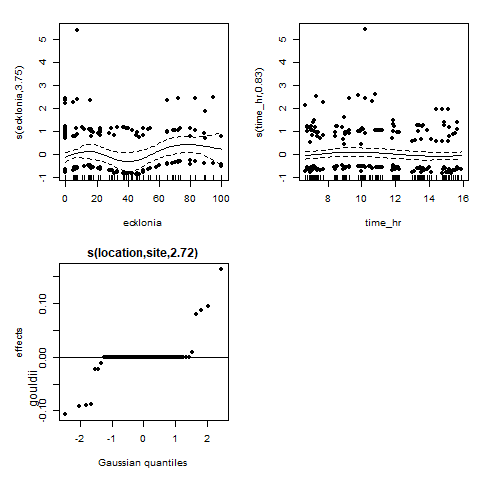 s(ecklonia,3.75)
5
4
3
2
1
0
-1
0 20 40 60 80 100
ecklonia
s(time_hr,0.83)
5
4
3
2
1
0
-1
8 10 12 14 16
time_hr
s(location,site,2.72)
effects
gouldii
0.10
0.00
-0.10
-2 -1 0 1 2
Gaussian quantiles